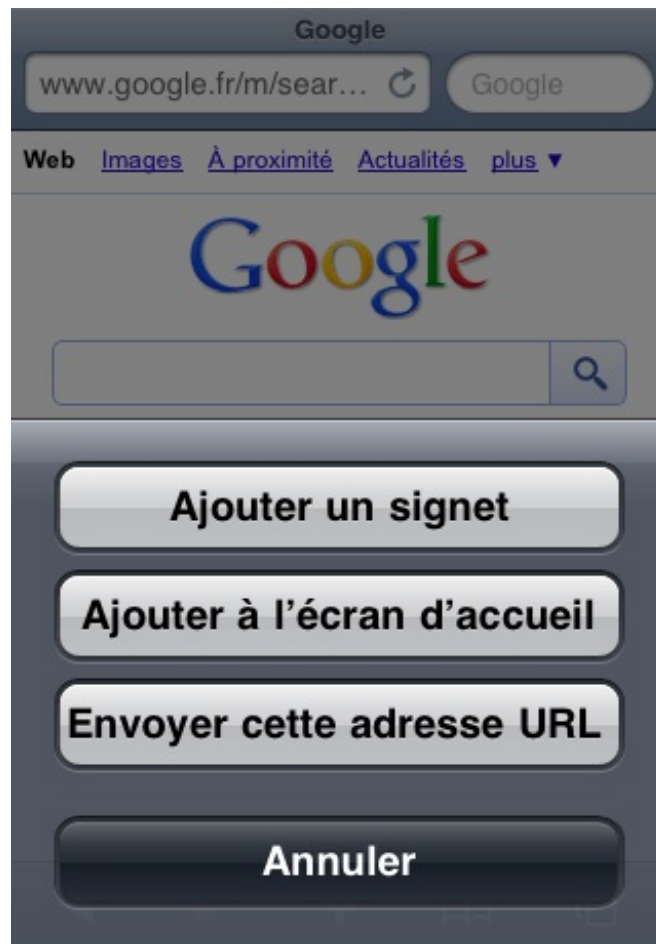 Google
www.google.fr/m/sear... Google
Web Images À proximité Actualités plus ▼
Google
Ajouter un signet
Ajouter à l’écran d’accueil
Envoyer cette adresse URL
Annuler